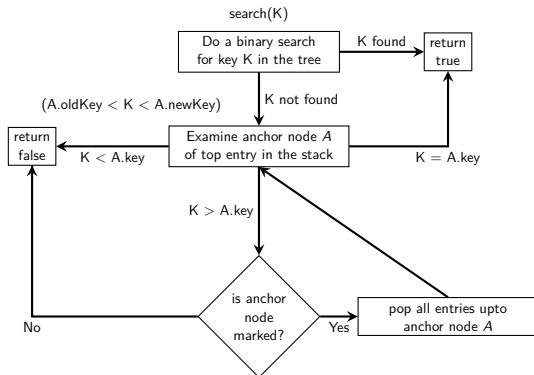 search(K)
Do a binary search
for key K in the tree
K found
return
true
K not found
(A.oldKey < K < A.newKey)
return
false
K < A.key
Examine anchor node A
of top entry in the stack
K = A.key
K > A.key
is anchor
node
marked?
No
Yes
pop all entries upto
anchor node A